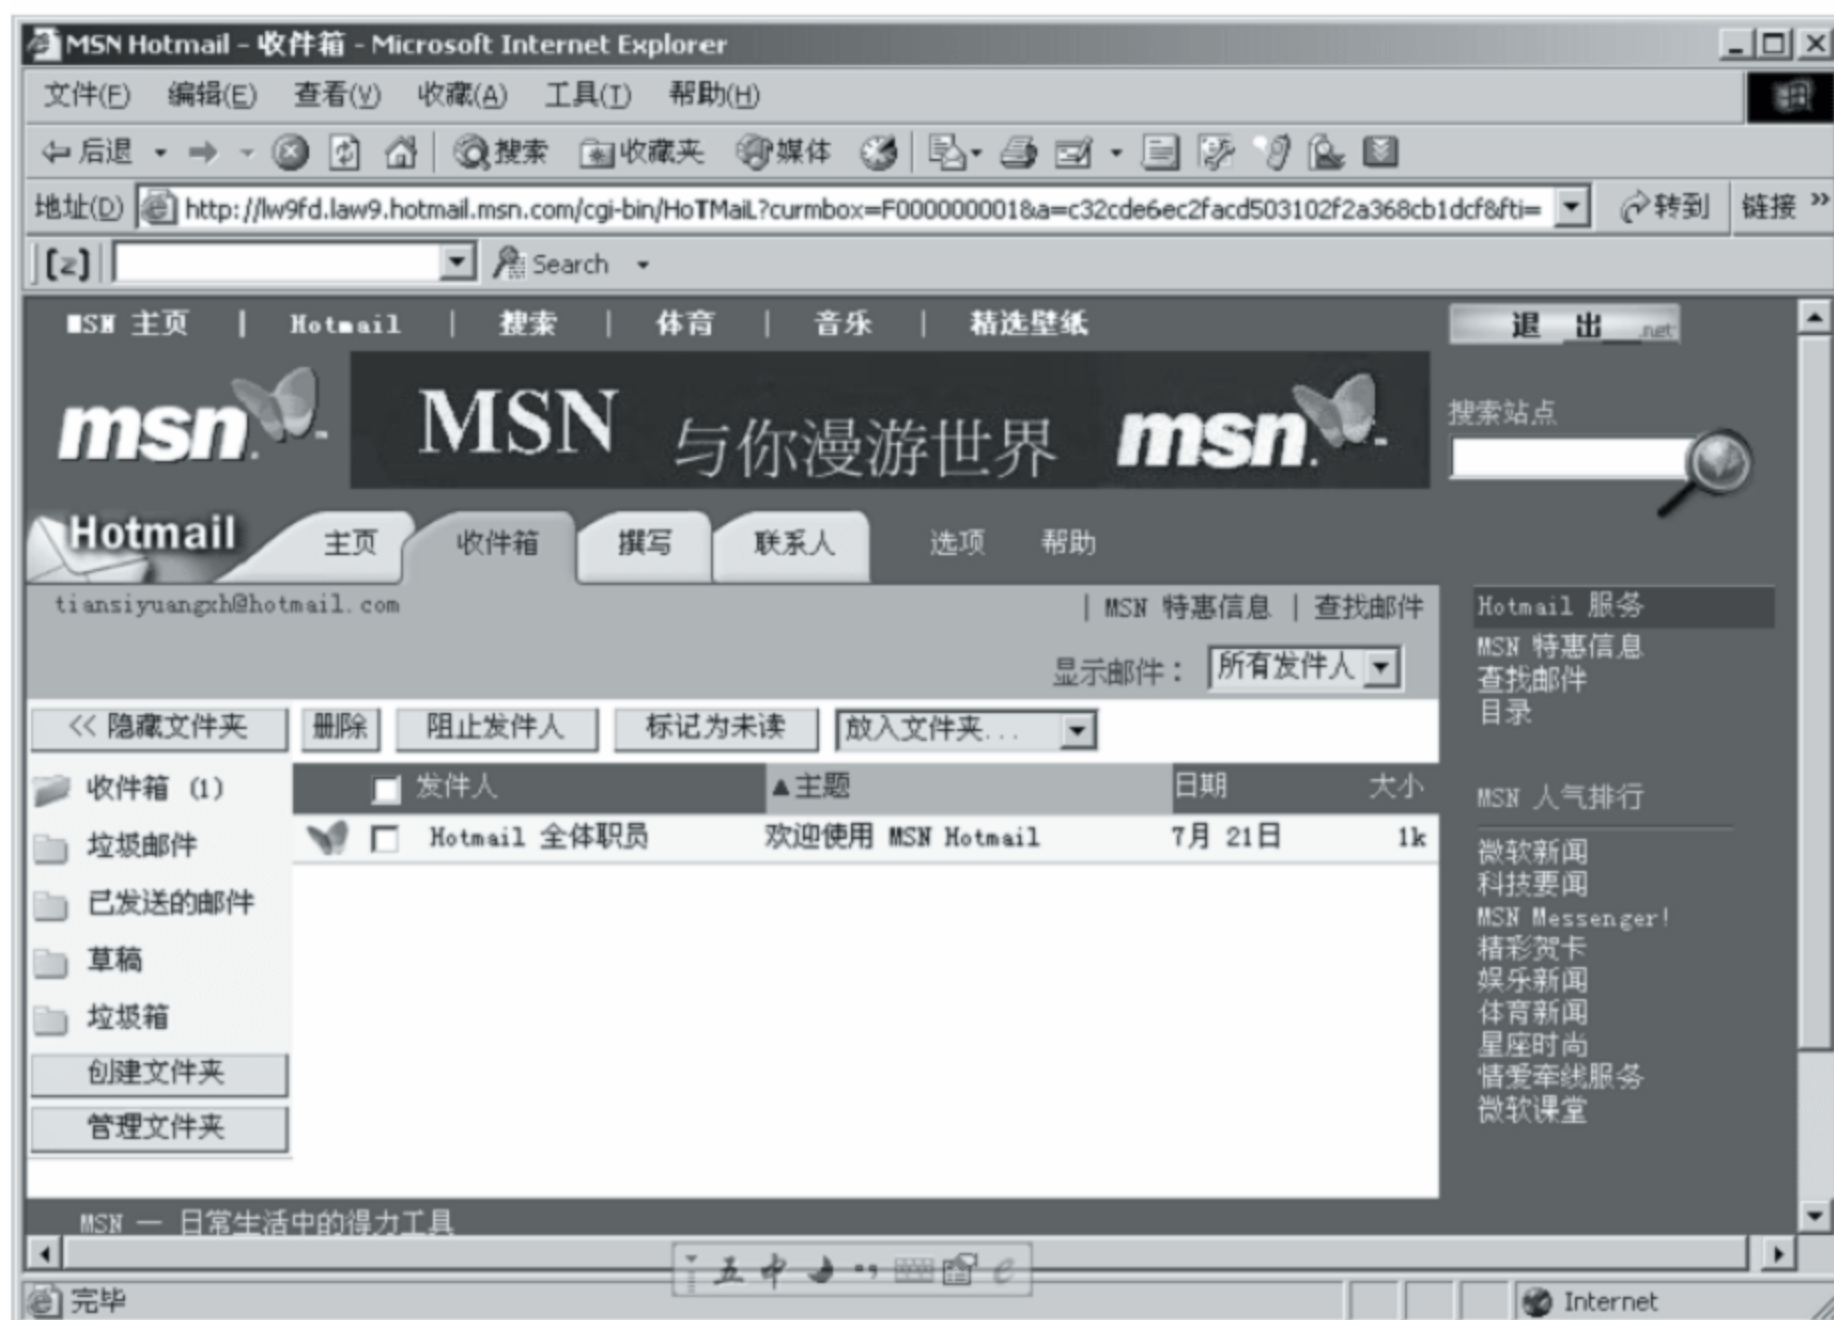 MSN Hotmail - 收件箱 - Microsoft Internet Explorer
文件(F) 编辑(E) 查看(V) 收藏(A) 工具(T) 帮助(H)
后退 搜索 收藏夹 媒体
地址(D) http://lw9fd.law9.hotmail.msn.com/cgi-bin/HoTMaiL?curmbox=F000000001&a=c32cde6ec2facd503102f2a368cb1dcf&fti= 转到 链接 »
[z] Search
MSN 主页 | Hotmail | 搜索 | 体育 | 音乐 | 精选壁纸 退 出 .net
msn. MSN 与你漫游世界 msn.
搜索站点
Hotmail 主页 收件箱 撰写 联系人 选项 帮助
tiansiyuangxh@hotmail.com | MSN 特惠信息 | 查找邮件
显示邮件： 所有发件人
<< 隐藏文件夹 删除 阻止发件人 标记为未读 放入文件夹...
收件箱 (1)
垃圾邮件
已发送的邮件
草稿
垃圾箱
创建文件夹
管理文件夹
发件人 ▲主题 日期 大小
Hotmail 全体职员 欢迎使用 MSN Hotmail 7月 21日 1k
Hotmail 服务
MSN 特惠信息
查找邮件
目录
MSN 人气排行
微软新闻
科技要闻
MSN Messenger!
精彩贺卡
娱乐新闻
体育新闻
星座时尚
情爱牵线服务
微软课堂
MSN — 日常生活中的得力工具
五 中
完毕 Internet